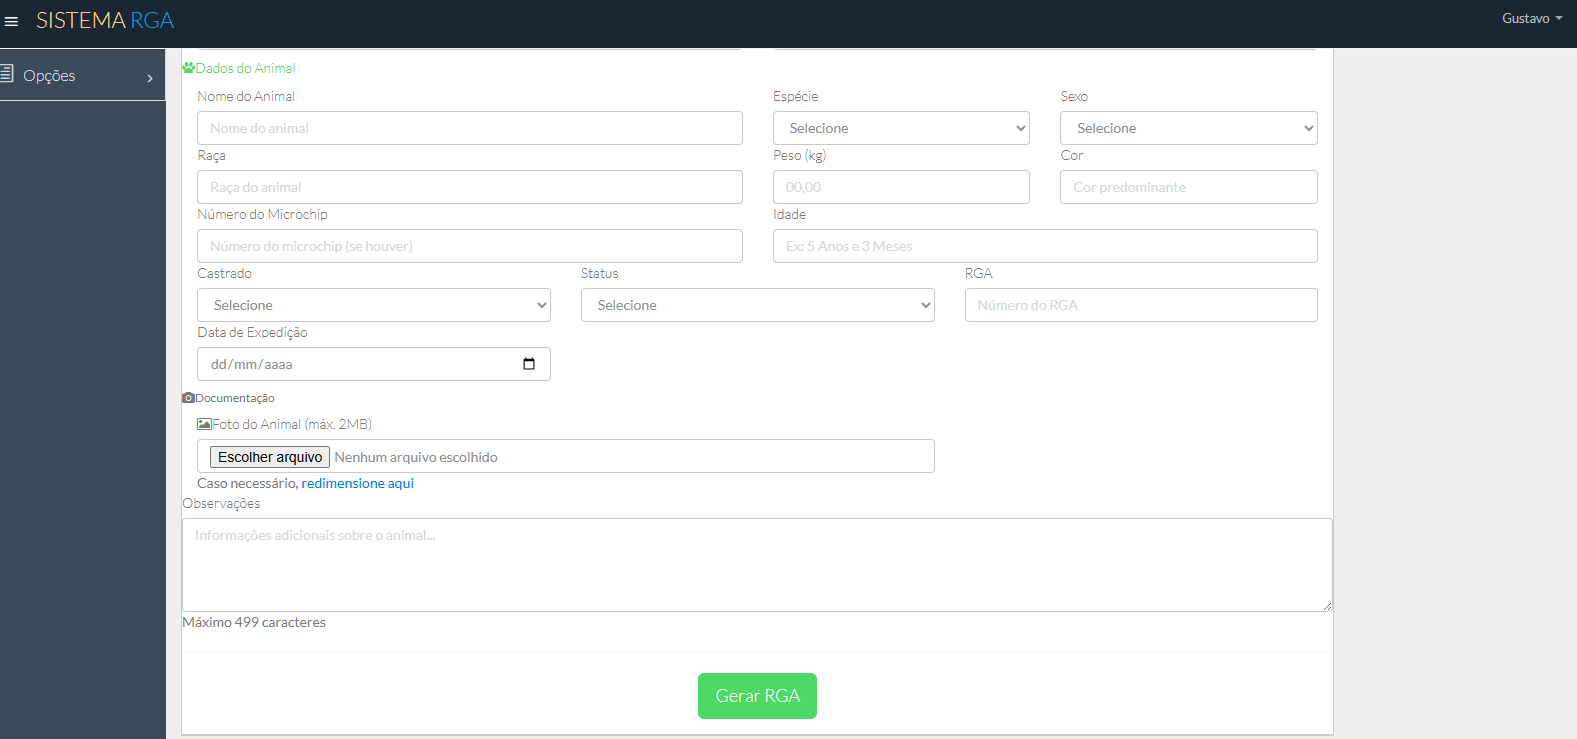 SISTEMA RGA
Gustavo
Opções
Dados do Animal
Nome do Animal Espécie Sexo
Nome do animal Selecione Selecione
Raça Peso (kg) Cor
Raça do animal 00,00 Cor predominante
Número do Microchip Idade
Número do microchip (se houver) Ex: 5 Anos e 3 Meses
Castrado Status RGA
Selecione Selecione Número do RGA
Data de Expedição
dd/mm/aaaa
Documentação
Foto do Animal (máx. 2MB)
Escolher arquivo Nenhum arquivo escolhido
Caso necessário, redimensione aqui
Observações
Informações adicionais sobre o animal...
Máximo 499 caracteres
Gerar RGA